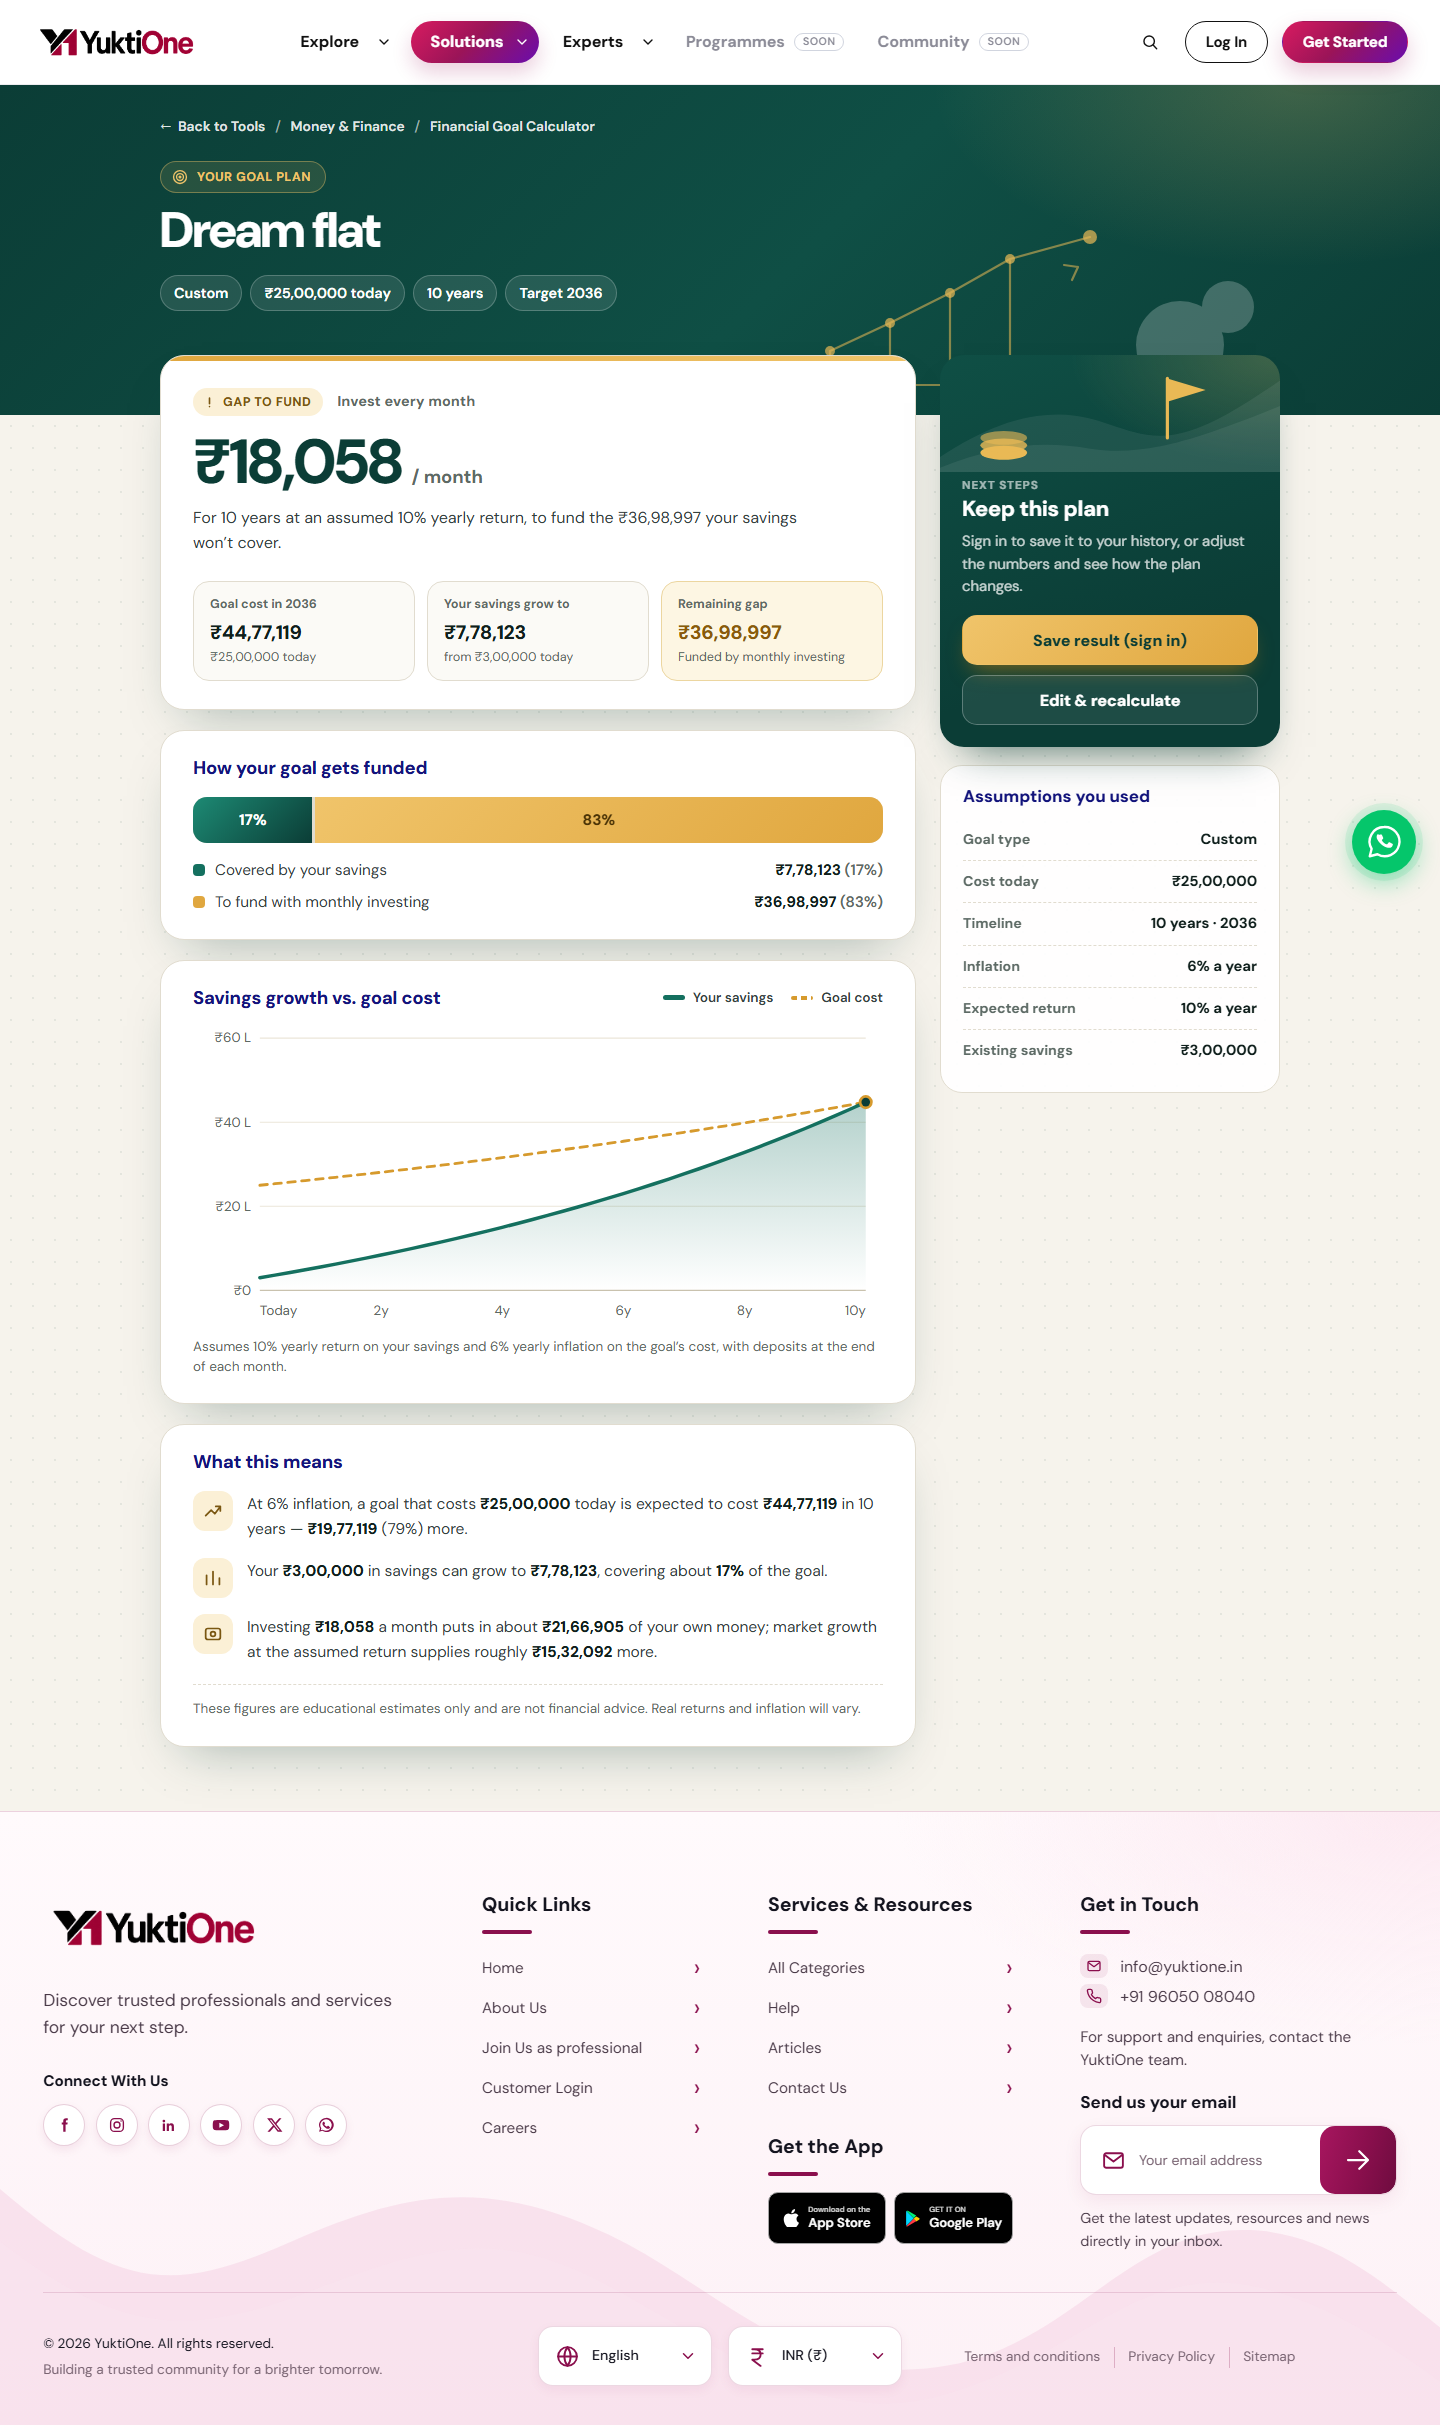 YuktiOne
Explore
Solutions
Experts
Programmes SOON
Community SOON
Log In
Get Started
← Back to Tools / Money & Finance / Financial Goal Calculator
YOUR GOAL PLAN
Dream flat
Custom
₹25,00,000 today
10 years
Target 2036
! GAP TO FUND
Invest every month
₹18,058 / month
For 10 years at an assumed 10% yearly return, to fund the ₹36,98,997 your savings
won't cover.
Goal cost in 2036
₹44,77,119
₹25,00,000 today
Your savings grow to
₹7,78,123
from ₹3,00,000 today
Remaining gap
₹36,98,997
Funded by monthly investing
NEXT STEPS
Keep this plan
Sign in to save it to your history, or adjust
the numbers and see how the plan
changes.
Save result (sign in)
Edit & recalculate
How your goal gets funded
17%
83%
Covered by your savings ₹7,78,123 (17%)
To fund with monthly investing ₹36,98,997 (83%)
Assumptions you used
Goal type Custom
Cost today ₹25,00,000
Timeline 10 years · 2036
Inflation 6% a year
Expected return 10% a year
Existing savings ₹3,00,000
Savings growth vs. goal cost
Your savings
Goal cost
₹60 L
₹40 L
₹20 L
₹0
Today 2y 4y 6y 8y 10y
Assumes 10% yearly return on your savings and 6% yearly inflation on the goal's cost, with deposits at the end
of each month.
What this means
At 6% inflation, a goal that costs ₹25,00,000 today is expected to cost ₹44,77,119 in 10
years — ₹19,77,119 (79%) more.
Your ₹3,00,000 in savings can grow to ₹7,78,123, covering about 17% of the goal.
Investing ₹18,058 a month puts in about ₹21,66,905 of your own money; market growth
at the assumed return supplies roughly ₹15,32,092 more.
These figures are educational estimates only and are not financial advice. Real returns and inflation will vary.
YuktiOne
Discover trusted professionals and services
for your next step.
Connect With Us
Quick Links
Home
About Us
Join Us as professional
Customer Login
Careers
Services & Resources
All Categories
Help
Articles
Contact Us
Get the App
Download on the
App Store
GET IT ON
Google Play
Get in Touch
info@yuktione.in
+91 96050 08040
For support and enquiries, contact the
YuktiOne team.
Send us your email
Your email address
Get the latest updates, resources and news
directly in your inbox.
© 2026 YuktiOne. All rights reserved.
Building a trusted community for a brighter tomorrow.
English
₹ INR (₹)
Terms and conditions
Privacy Policy
Sitemap